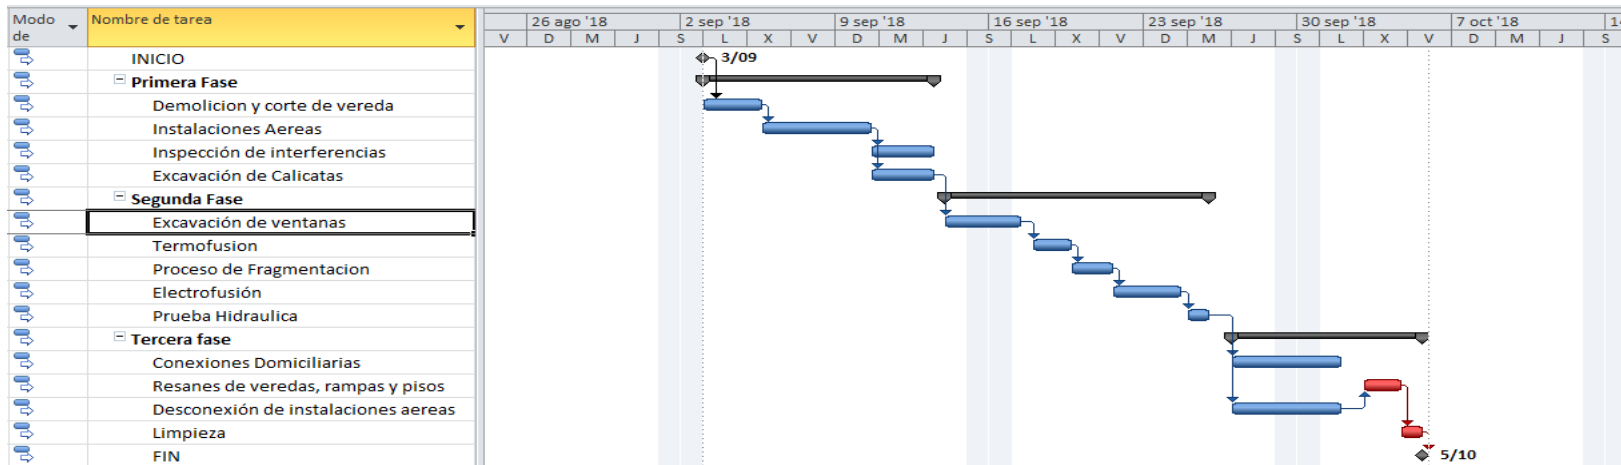 Modo de
Nombre de tarea
26 ago '18 2 sep '18 9 sep '18 16 sep '18 23 sep '18 30 sep '18 7 oct '18 14
V D M J S L X V D M J S L X V D M J S L X V D M J S
INICIO
3/09
Primera Fase
Demolicion y corte de vereda
Instalaciones Aereas
Inspección de interferencias
Excavación de Calicatas
Segunda Fase
Excavación de ventanas
Termofusion
Proceso de Fragmentacion
Electrofusión
Prueba Hidraulica
Tercera fase
Conexiones Domiciliarias
Resanes de veredas, rampas y pisos
Desconexión de instalaciones aereas
Limpieza
FIN
5/10